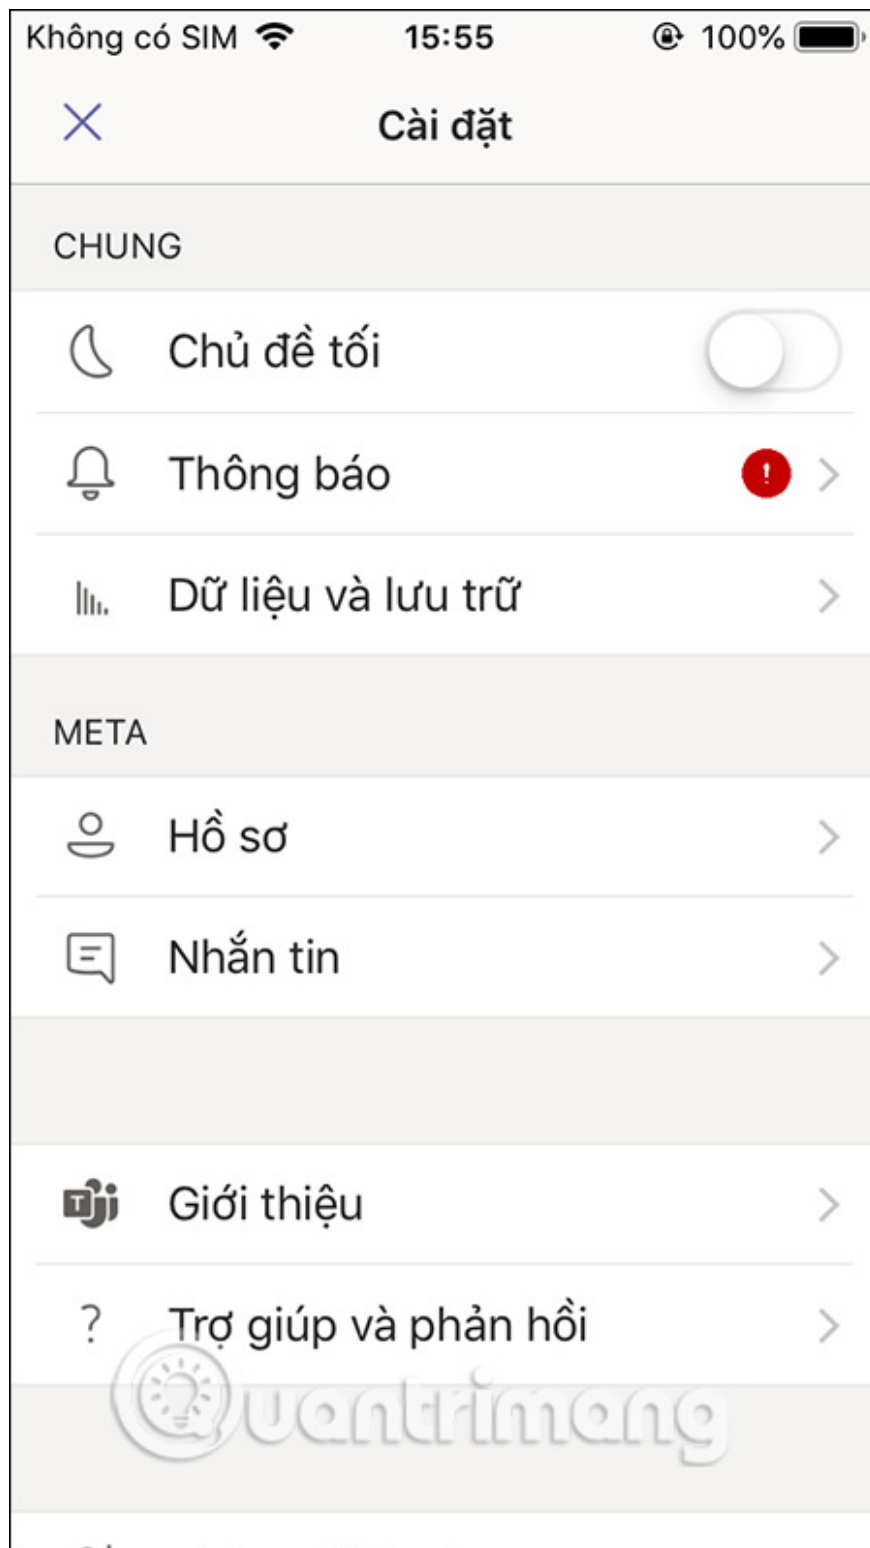 Không có SIM 15:55 100%
Cài đặt
CHUNG
Chủ đề tối
Thông báo
Dữ liệu và lưu trữ
META
Hồ sơ
Nhắn tin
Giới thiệu
? Trợ giúp và phản hồi
Quantrimang